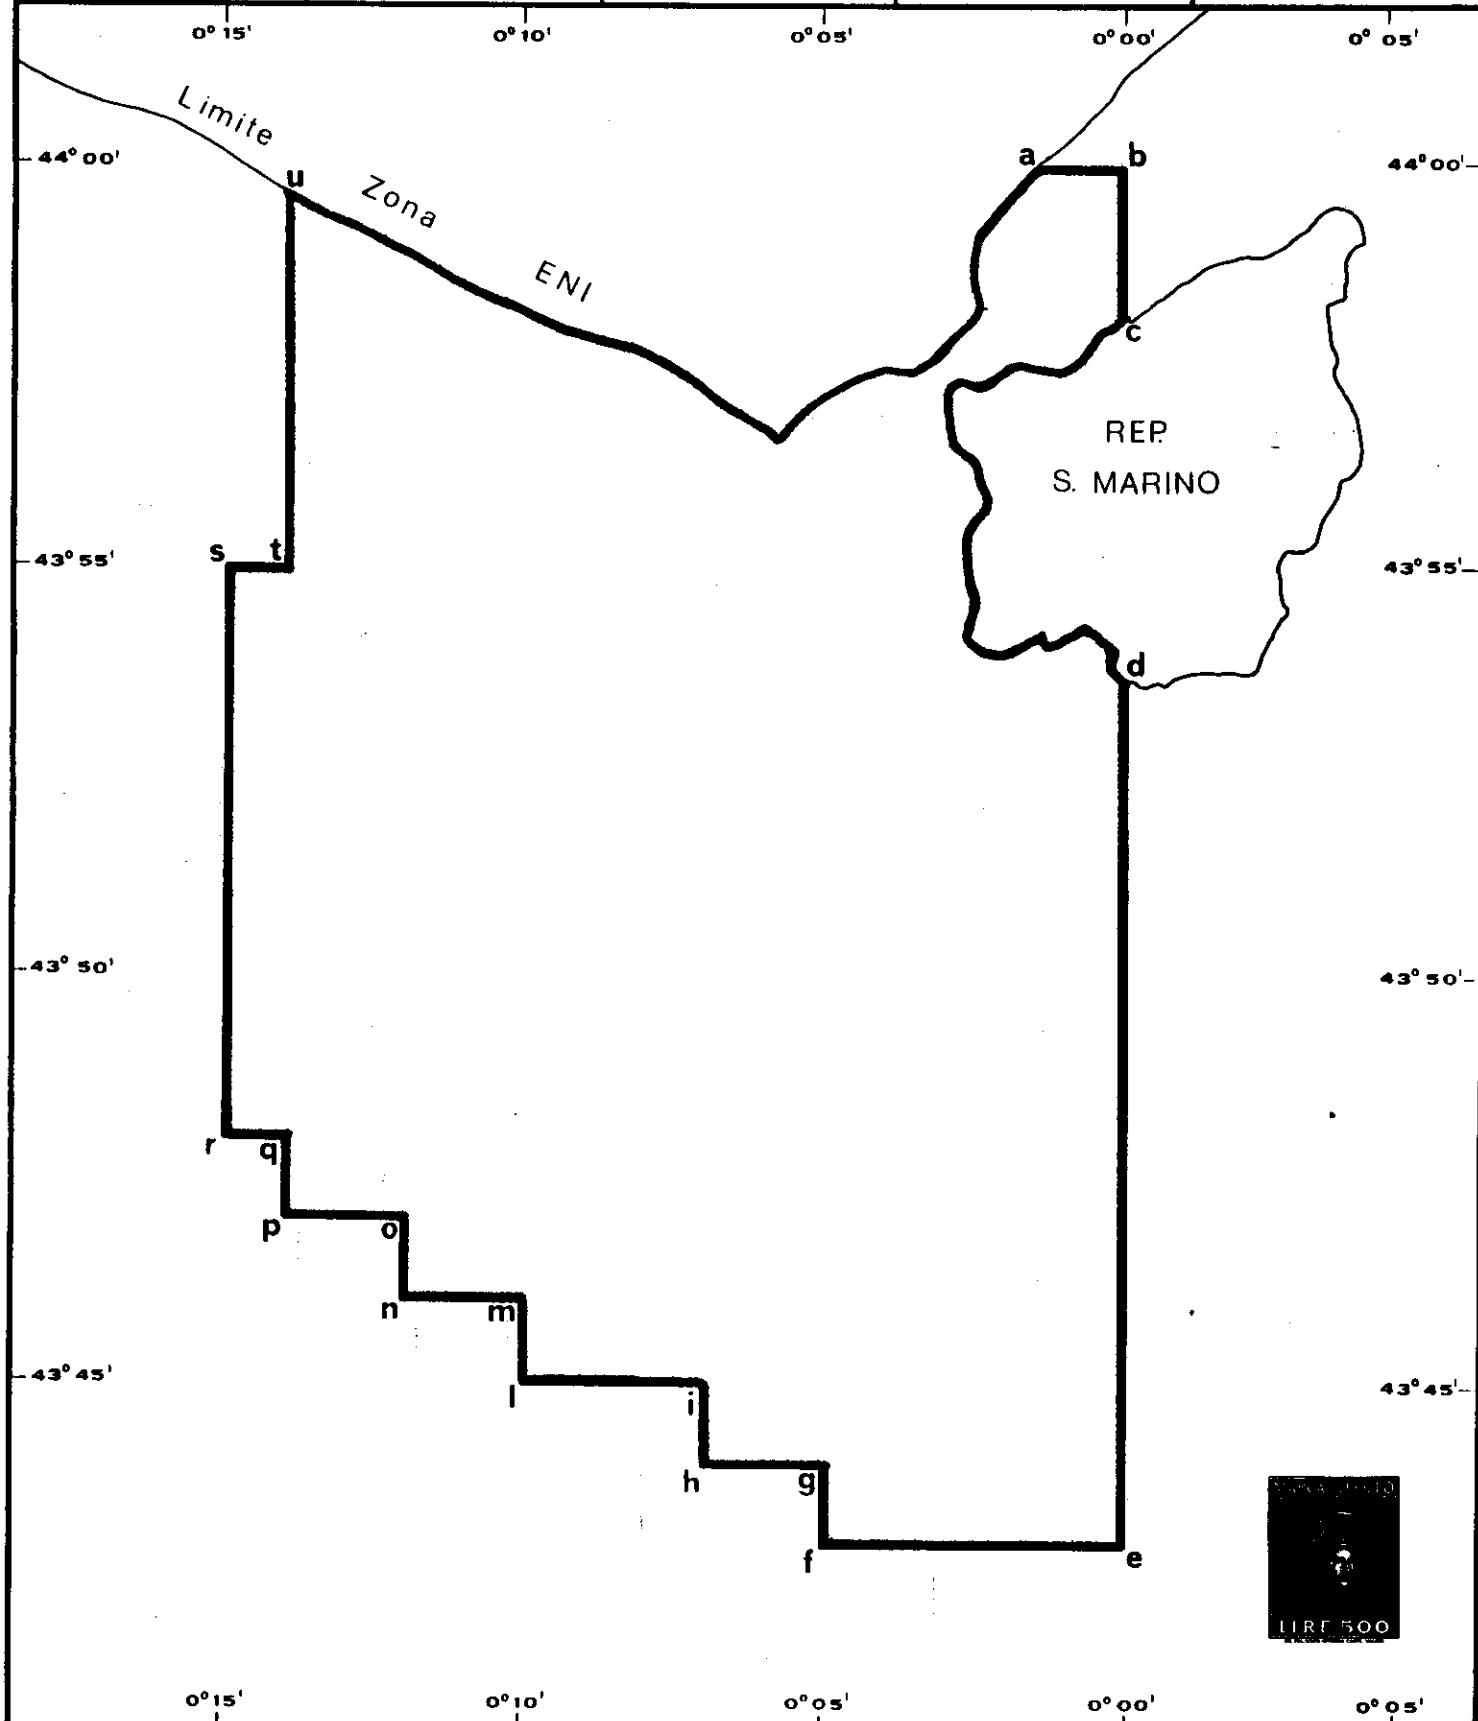 0° 15' 0° 10' 0° 05' 0° 00' 0° 05'
Limite Zona ENI
44° 00' 44° 00'
a b
u
c
REP.
S. MARINO
43° 55' 43° 55'
s t
d
43° 50' 43° 50'
r q
p o
n m
43° 45' 43° 45'
l i
h g
f e
LIRE 500
0° 15' 0° 10' 0° 05' 0° 00' 0° 05'